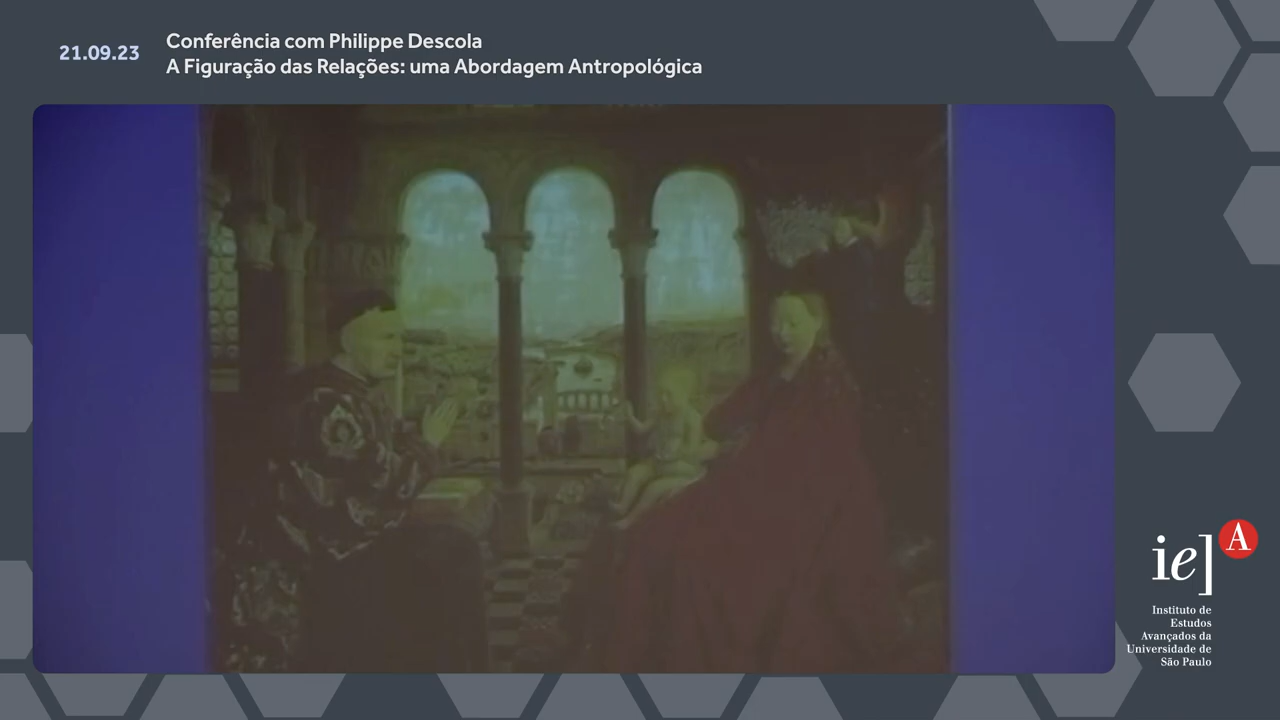 21.09.23
Conferência com Philippe Descola
A Figuração das Relações: uma Abordagem Antropológica
ie] A
Instituto de
Estudos
Avançados da
Universidade de
São Paulo